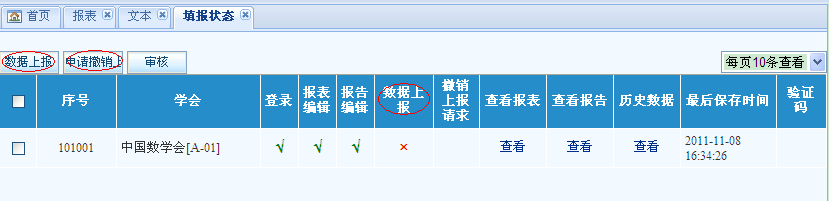 首页 报表 文本 填报状态
数据上报 申请撤销上 审核 每页10条查看
序号 学会 登录 报表编辑 报告编辑 数据上报 撤销上报请求 查看报表 查看报告 历史数据 最后保存时间 验证码
101001 中国数学会[A-01] √ √ √ × 查看 查看 查看 2011-11-08 16:34:26